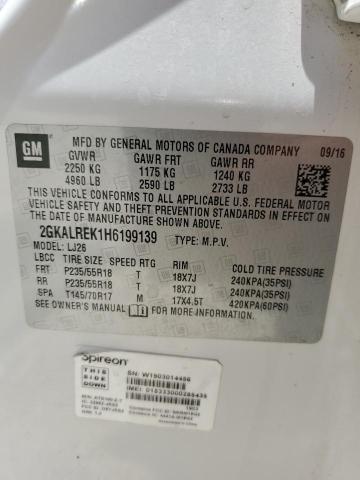 GM
MFD BY GENERAL MOTORS OF CANADA COMPANY 09/16
GVWR GAWR FRT GAWR RR
2250 KG 1175 KG 1240 KG
4960 LB 2590 LB 2733 LB
THIS VEHICLE CONFORMS TO ALL APPLICABLE U.S. FEDERAL MOTOR
VEHICLE SAFETY, BUMPER, AND THEFT PREVENTION STANDARDS
IN EFFECT ON THE DATE OF MANUFACTURE SHOWN ABOVE.
2GKALREK1H6199139 TYPE: M.P.V.
MODEL: LJ26
LBCC TIRE SIZE SPEED RTG RIM COLD TIRE PRESSURE
FRT P235/55R18 T 18X7J 240KPA(35PSI)
RR P235/55R18 T 18X7J 240KPA(35PSI)
SPA T145/70R17 M 17X4.5T 420KPA(60PSI)
SEE OWNER'S MANUAL FOR MORE INFORMATION.
Spireon
THIS
SIDE
DOWN
SN: W1803014456